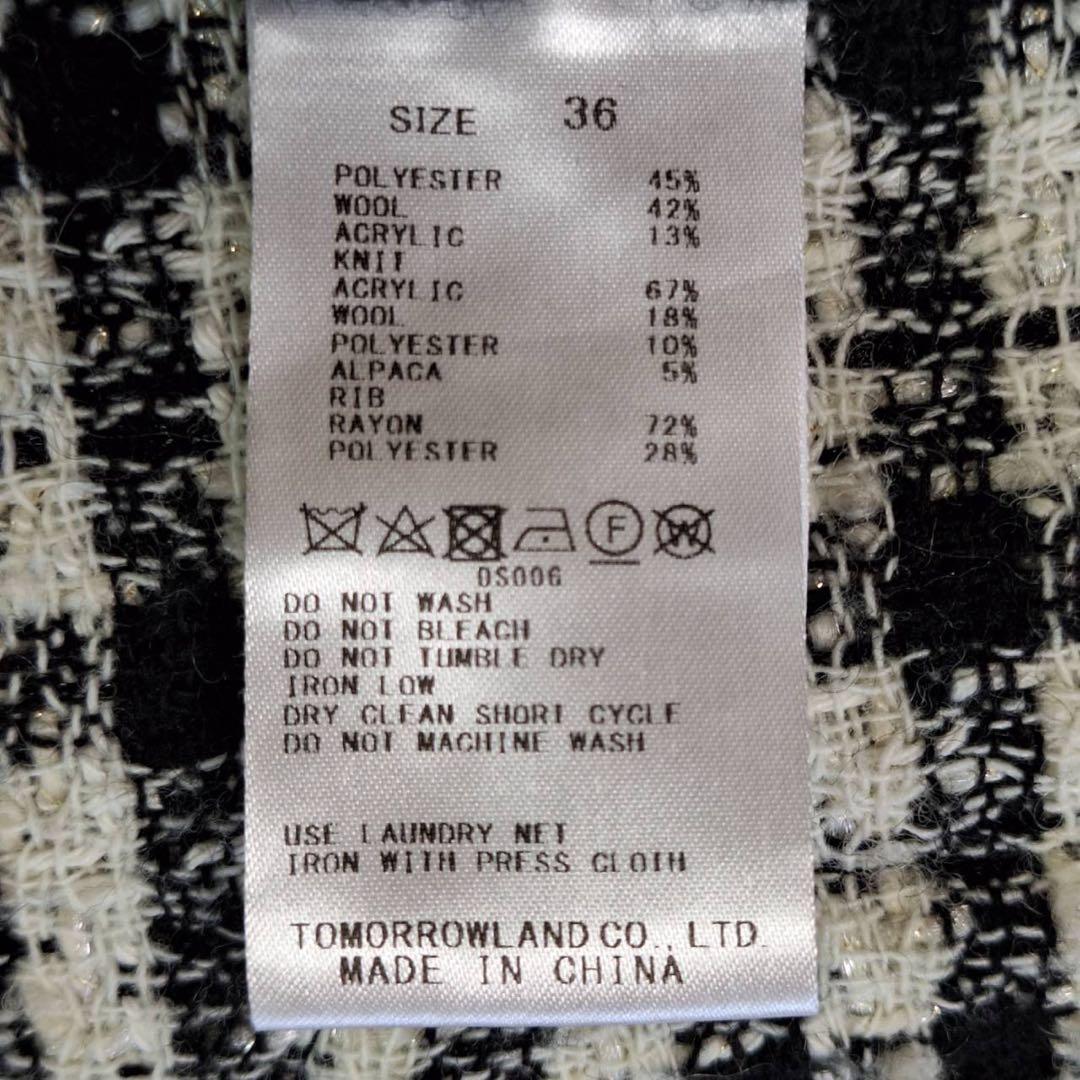 SIZE 36
POLYESTER 45%
WOOL 42%
ACRYLIC 13%
KNIT
ACRYLIC 67%
WOOL 18%
POLYESTER 10%
ALPACA 5%
RIB
RAYON 72%
POLYESTER 28%
F W
0S006
DO NOT WASH
DO NOT BLEACH
DO NOT TUMBLE DRY
IRON LOW
DRY CLEAN SHORT CYCLE
DO NOT MACHINE WASH
USE LAUNDRY NET
IRON WITH PRESS CLOTH
TOMORROWLAND CO., LTD.
MADE IN CHINA